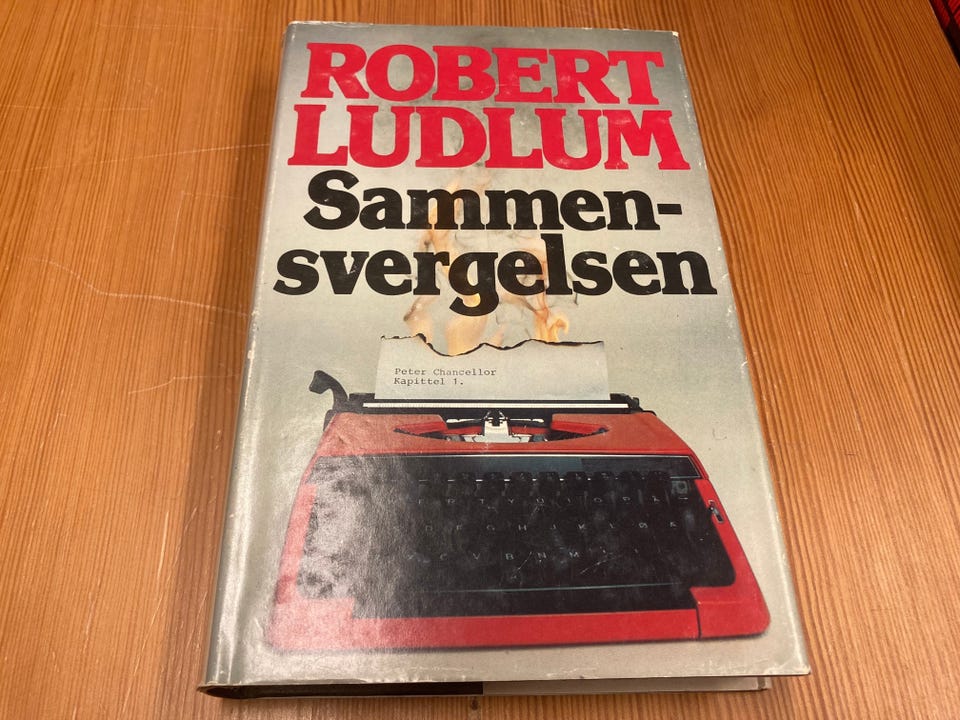 ROBERT
LUDLUM
Sammen-
svergelsen
Peter Chancellor
Kapittel 1.